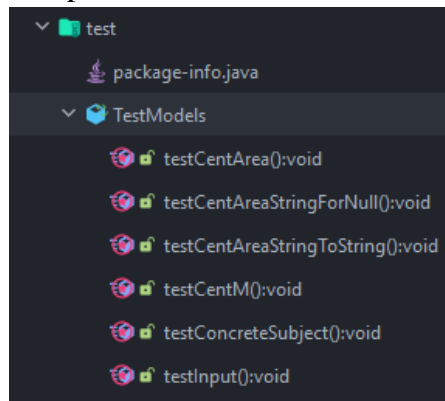 test
package-info.java
TestModels
testCentArea():void
testCentAreaStringForNull():void
testCentAreaStringToString():void
testCentM():void
testConcreteSubject():void
testInput():void